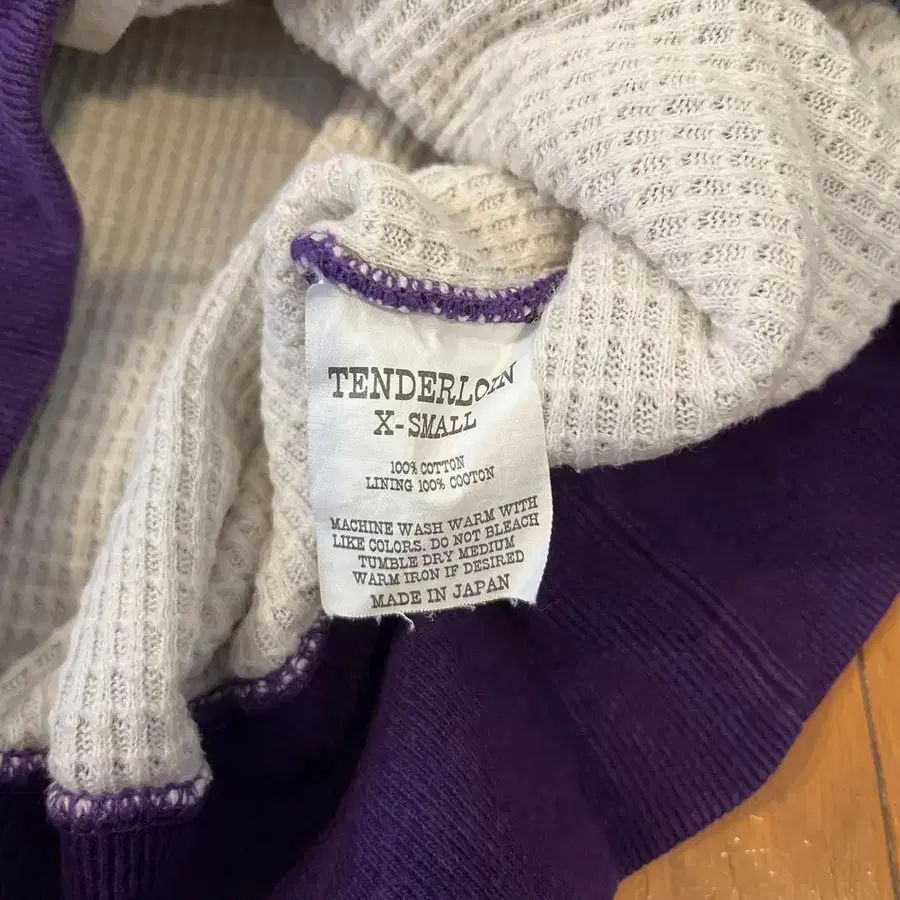 TENDERLOIN
X-SMALL
100% COTTON
LINING 100% COOTON
MACHINE WASH WARM WITH
LIKE COLORS. DO NOT BLEACH
TUMBLE DRY MEDIUM
WARM IRON IF DESIRED
MADE IN JAPAN